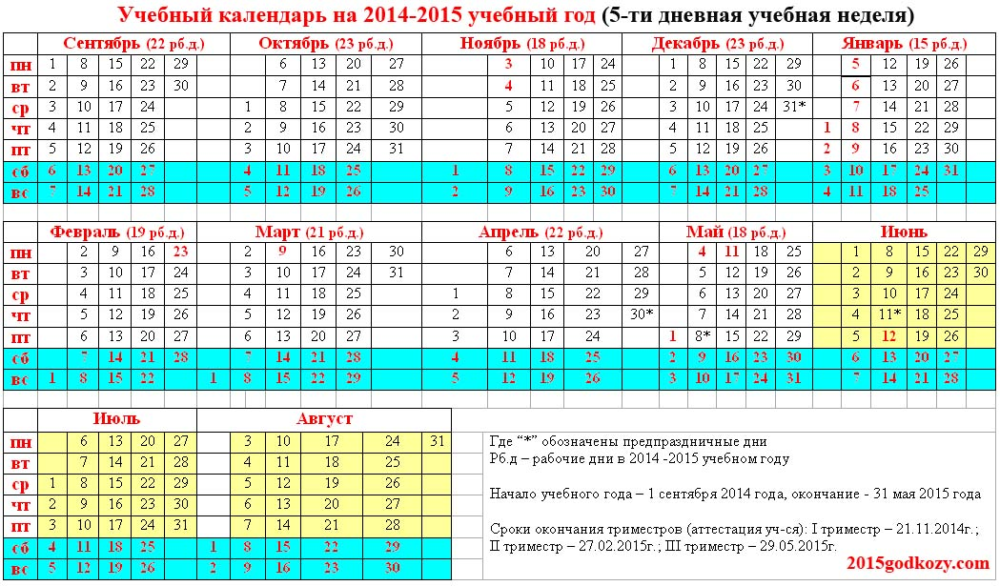 Учебный календарь на 2014-2015 учебный год (5-ти дневная учебная неделя)
Сентябрь (22 рб.д.) Октябрь (23 рб.д.) Ноябрь (18 рб.д.) Декабрь (23 рб.д.) Январь (15 рб.д.)
пн 1 8 15 22 29 6 13 20 27 3 10 17 24 1 8 15 22 29 5 12 19 26
вт 2 9 16 23 30 7 14 21 28 4 11 18 25 2 9 16 23 30 6 13 20 27
ср 3 10 17 24 1 8 15 22 29 5 12 19 26 3 10 17 24 31* 7 14 21 28
чт 4 11 18 25 2 9 16 23 30 6 13 20 27 4 11 18 25 1 8 15 22 29
пт 5 12 19 26 3 10 17 24 31 7 14 21 28 5 12 19 26 2 9 16 23 30
сб 6 13 20 27 4 11 18 25 1 8 15 22 29 6 13 20 27 3 10 17 24 31
вс 7 14 21 28 5 12 19 26 2 9 16 23 30 7 14 21 28 4 11 18 25
Февраль (19 рб.д.) Март (21 рб.д.) Апрель (22 рб.д.) Май (18 рб.д.) Июнь
пн 2 9 16 23 2 9 16 23 30 6 13 20 27 4 11 18 25 1 8 15 22 29
вт 3 10 17 24 3 10 17 24 31 7 14 21 28 5 12 19 26 2 9 16 23 30
ср 4 11 18 25 4 11 18 25 1 8 15 22 29 6 13 20 27 3 10 17 24
чт 5 12 19 26 5 12 19 26 2 9 16 23 30* 7 14 21 28 4 11* 18 25
пт 6 13 20 27 6 13 20 27 3 10 17 24 1 8* 15 22 29 5 12 19 26
сб 7 14 21 28 7 14 21 28 4 11 18 25 2 9 16 23 30 6 13 20 27
вс 1 8 15 22 1 8 15 22 29 5 12 19 26 3 10 17 24 31 7 14 21 28
Июль Август
пн 6 13 20 27 3 10 17 24 31
вт 7 14 21 28 4 11 18 25
ср 1 8 15 22 29 5 12 19 26
чт 2 9 16 23 30 6 13 20 27
пт 3 10 17 24 31 7 14 21 28
сб 4 11 18 25 1 8 15 22 29
вс 5 12 19 26 2 9 16 23 30
Где “*” обозначены предпраздничные дни
Рб.д – рабочие дни в 2014 -2015 учебном году
Начало учебного года – 1 сентября 2014 года, окончание - 31 мая 2015 года
Сроки окончания триместров (аттестация уч-ся): I триместр – 21.11.2014г.;
II триместр – 27.02.2015г.; III триместр – 29.05.2015г.
2015godkozy.com